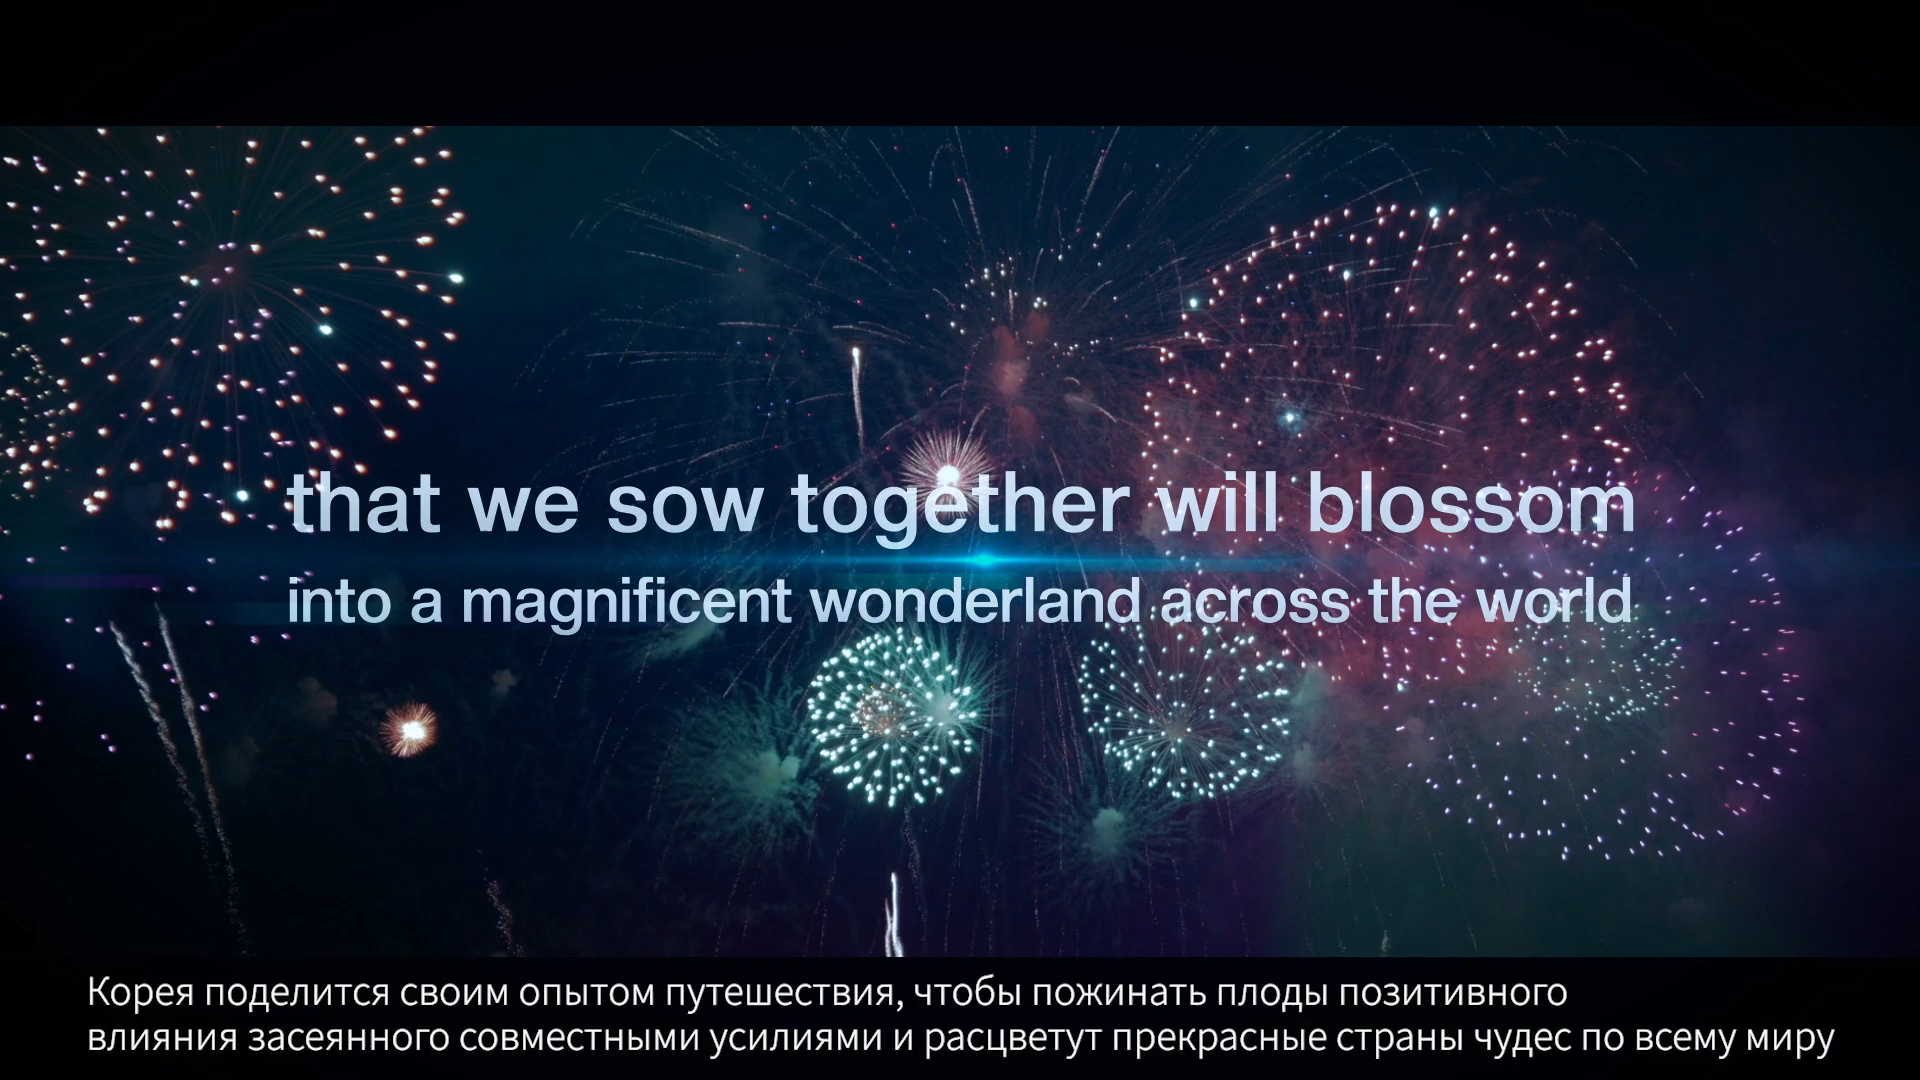 that we sow together will blossom
into a magnificent wonderland across the world
Корея поделится своим опытом путешествия, чтобы пожинать плоды позитивного
влияния засеянного совместными усилиями и расцветут прекрасные страны чудес по всему миру